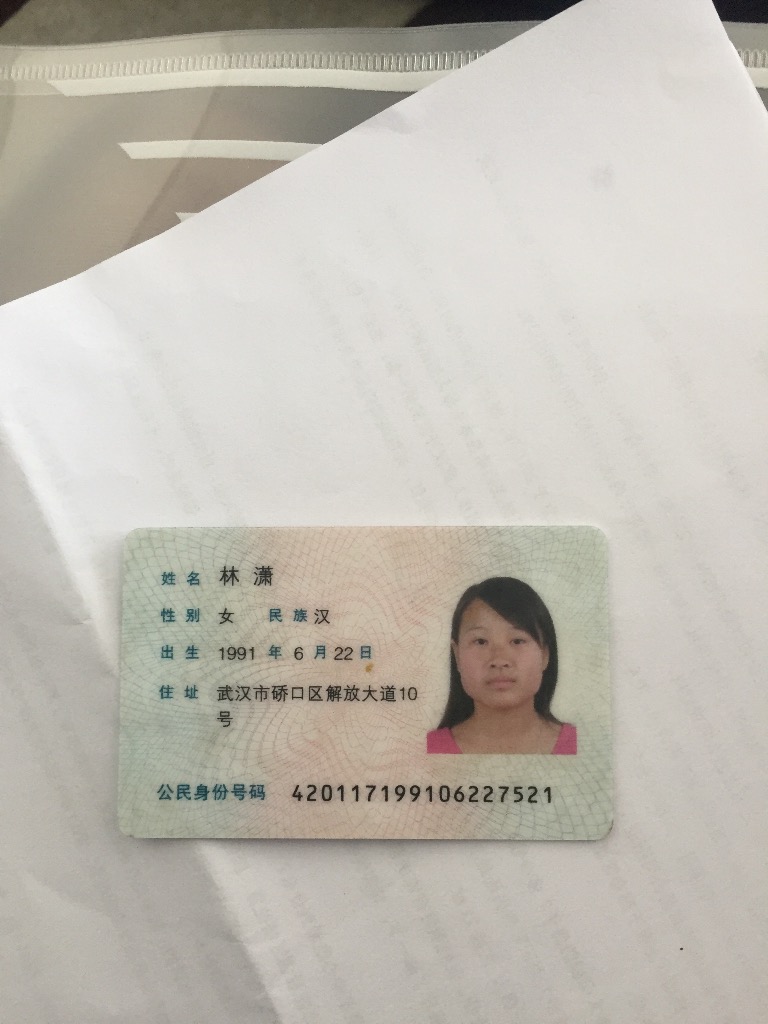 姓名 林潇
性别 女 民族 汉
出生 1991 年 6 月 22 日
住址 武汉市硚口区解放大道10
号
公民身份号码 420117199106227521